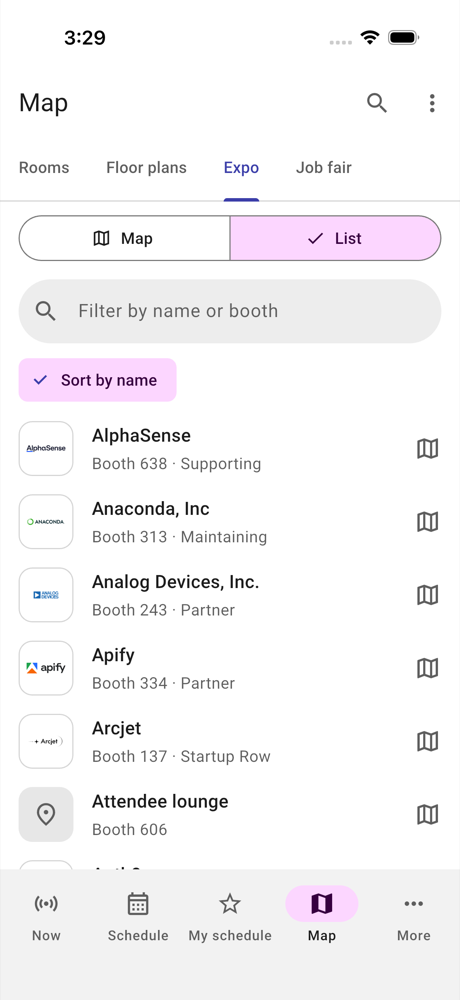 3:29
Map
Rooms Floor plans Expo Job fair
Map List
Filter by name or booth
Sort by name
AlphaSense
AlphaSense
Booth 638 · Supporting
ANACONDA
Anaconda, Inc
Booth 313 · Maintaining
ANALOG
DEVICES
Analog Devices, Inc.
Booth 243 · Partner
apify
Apify
Booth 334 · Partner
Arcjet
Arcjet
Booth 137 · Startup Row
Attendee lounge
Booth 606
Now Schedule My schedule Map More